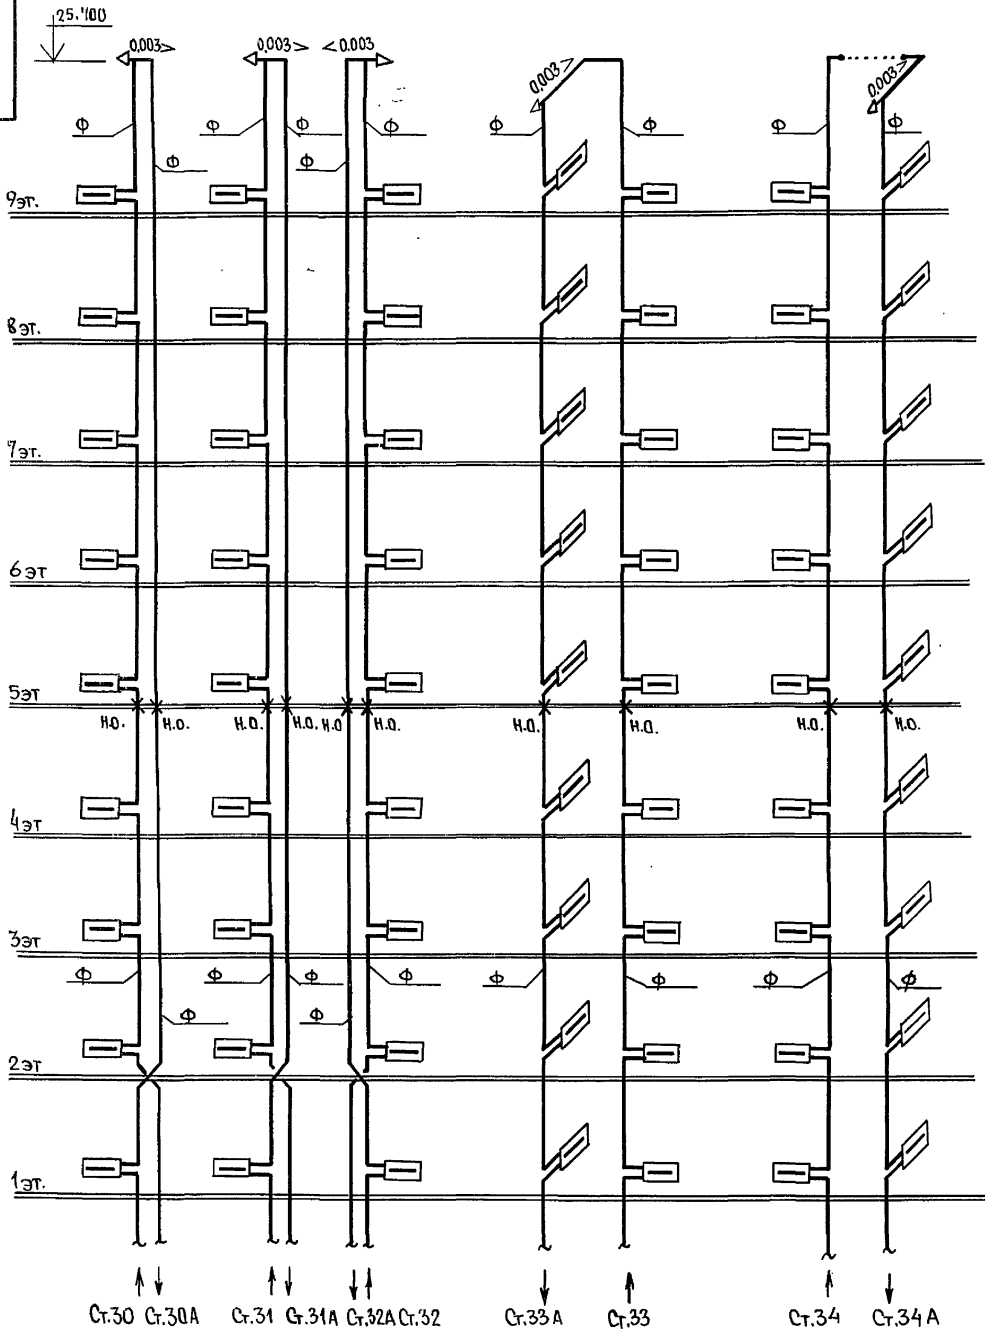 25.400
0,003> 0,003> <0.003 0,003> 0,003>
Φ Φ Φ Φ Φ Φ Φ Φ
Φ Φ
9эт.
8эт.
7эт.
6эт
5эт
н.о. н.о. н.о. н.о. н.о н.о. н.о. н.о. н.о. н.о.
4эт
3эт
Φ Φ Φ Φ Φ Φ Φ Φ
Φ Φ
2эт
1эт.
Ст.30 Ст.30А Ст.31 Ст.31А Ст.32А Ст.32 Ст.33А Ст.33 Ст.34 Ст.34А